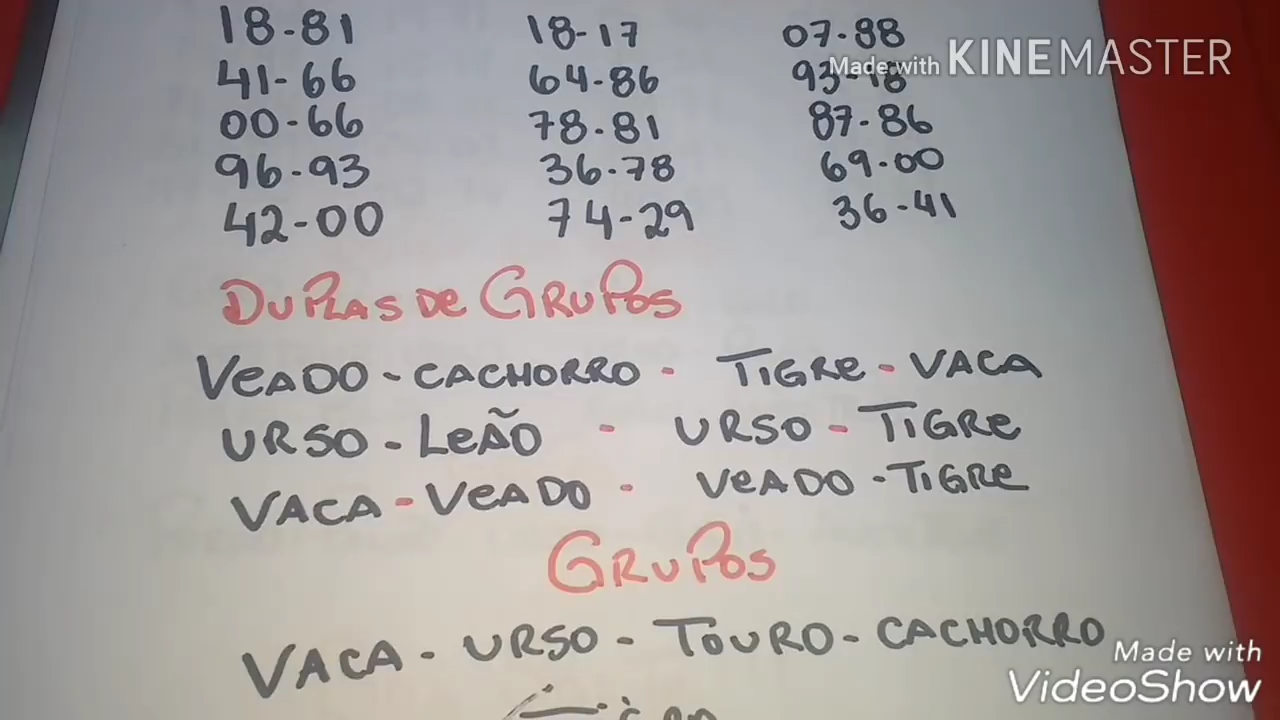 18-81 18-17 07-88
41-66 64-86 93-18
00-66 78-81 87-86
96-93 36-78 69-00
42-00 74-29 36-41
DUPLAS DE GRUPOS
VEADO - CACHORRO - TIGRE - VACA
URSO - LEÃO - URSO - TIGRE
VACA - VEADO - VEADO - TIGRE
GRUPOS
VACA - URSO - TOURO - CACHORRO
Made with KINEMASTER
Made with
VideoShow